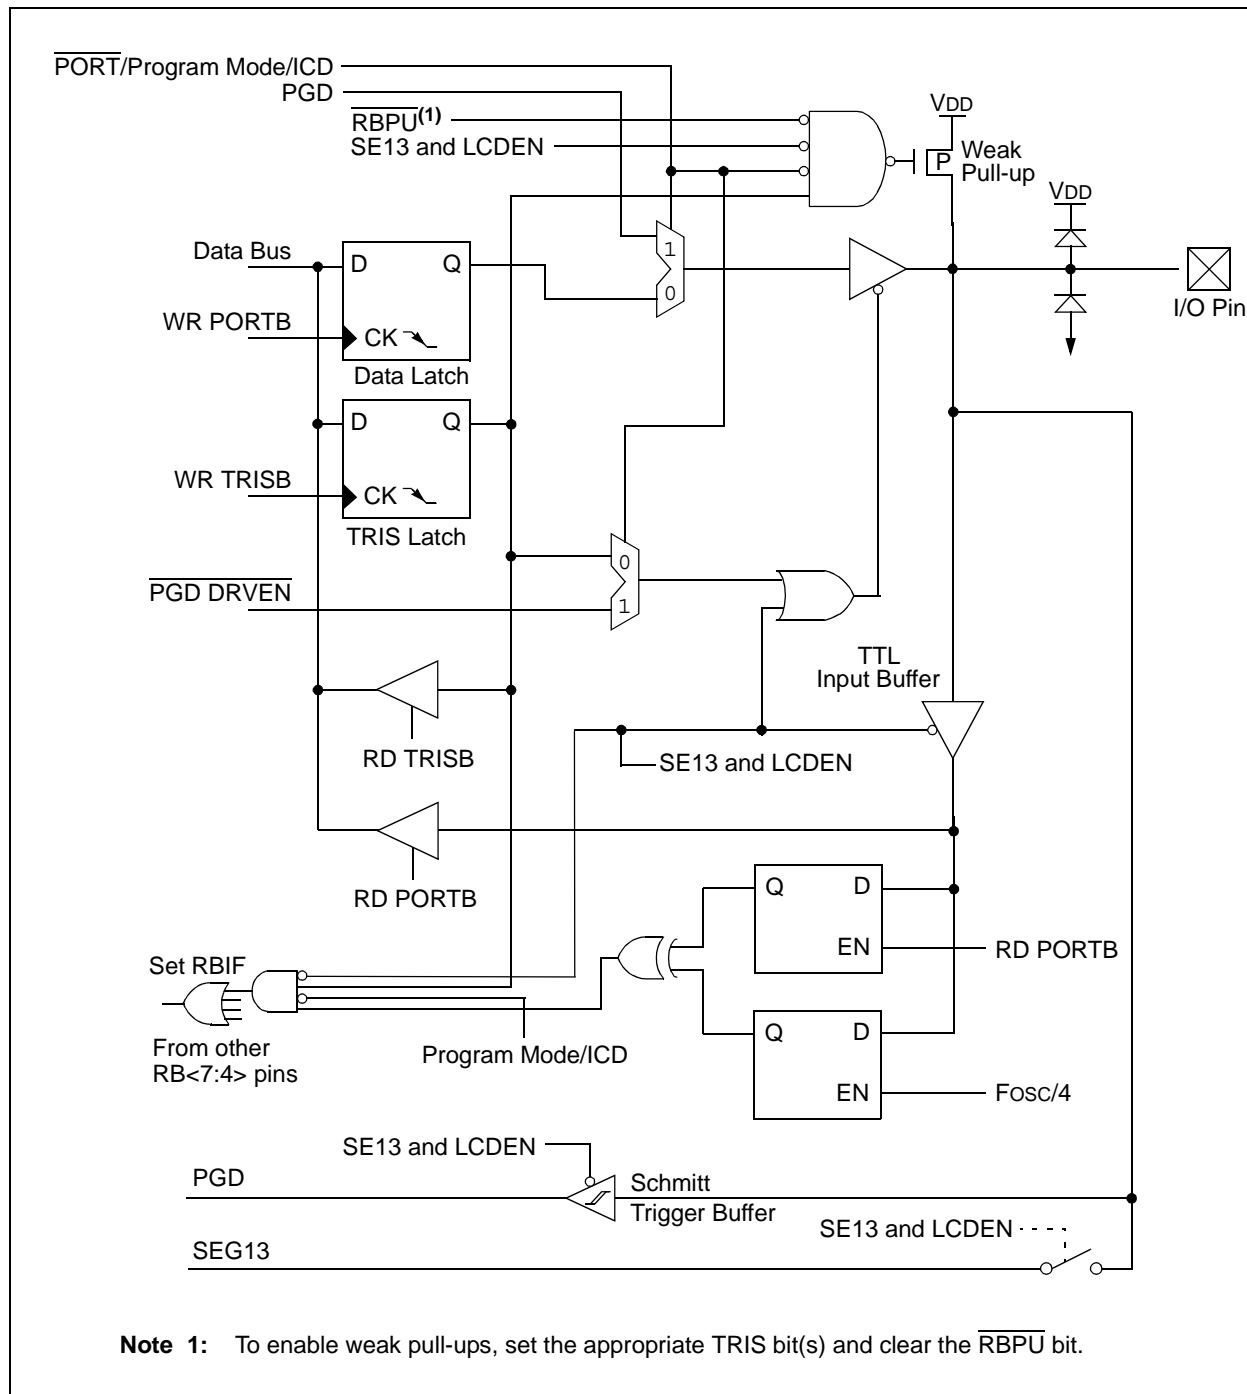 PORT/Program Mode/ICD
PGD
RBPU(1)
SE13 and LCDEN
VDD
P
Weak
Pull-up
VDD
I/O Pin
1
0
Data Bus
D
Q
WR PORTB
CK
Data Latch
D
Q
WR TRISB
CK
TRIS Latch
0
1
PGD DRVEN
TTL
Input Buffer
RD TRISB
SE13 and LCDEN
RD PORTB
Q
D
EN
RD PORTB
Set RBIF
From other
RB<7:4> pins
Program Mode/ICD
Q
D
EN
FOSC/4
SE13 and LCDEN
PGD
Schmitt
Trigger Buffer
SE13 and LCDEN
SEG13
Note 1: To enable weak pull-ups, set the appropriate TRIS bit(s) and clear the RBPU bit.